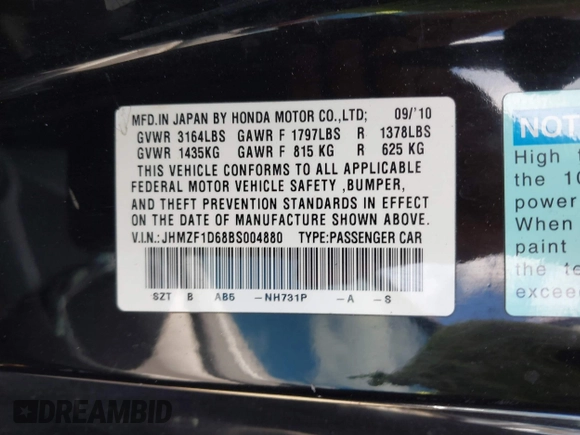 MFD.IN JAPAN BY HONDA MOTOR CO.,LTD; 09/'10
GVWR 3164LBS GAWR F 1797LBS R 1378LBS
GVWR 1435KG GAWR F 815 KG R 625 KG
THIS VEHICLE CONFORMS TO ALL APPLICABLE
FEDERAL MOTOR VEHICLE SAFETY ,BUMPER,
AND THEFT PREVENTION STANDARDS IN EFFECT
ON THE DATE OF MANUFACTURE SHOWN ABOVE.
V.I.N.: JHMZF1D68BS004880 TYPE:PASSENGER CAR
SZT B AB5 -NH731P -A -S
NOT
High t
the 10
power
When
paint
the te
exceed
DREAMBID